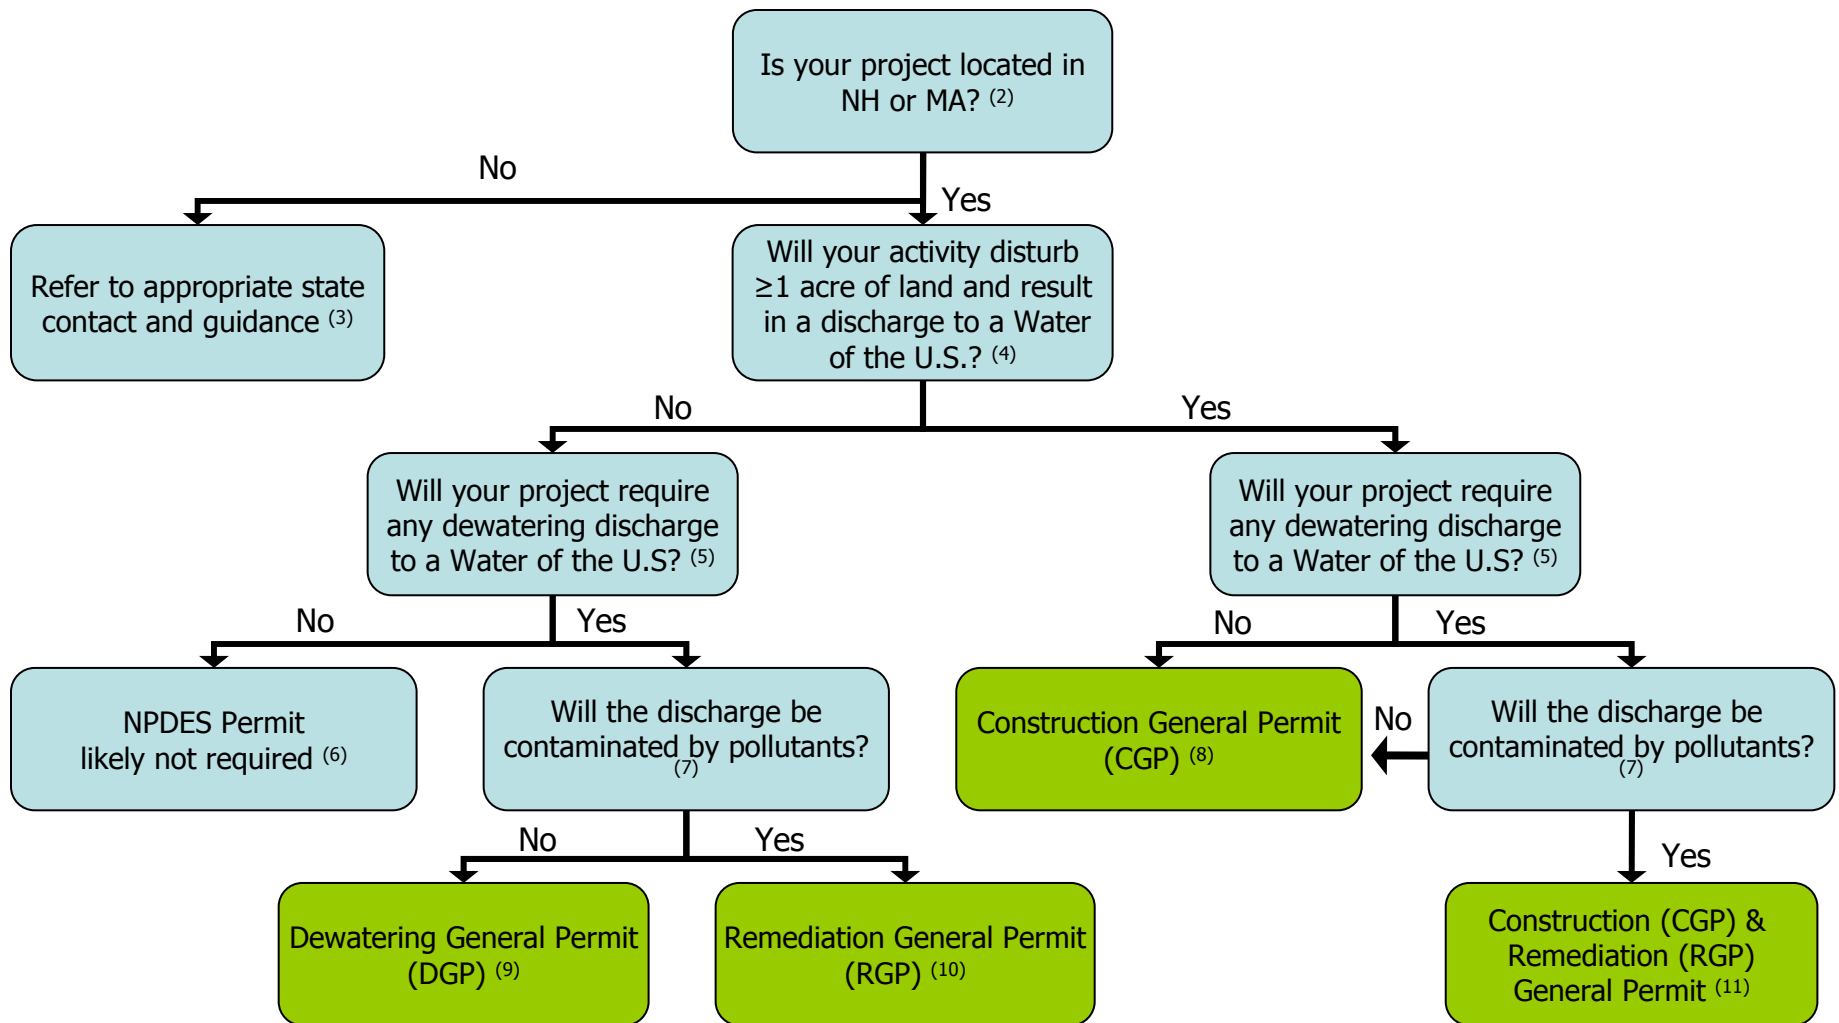 Is your project located in
NH or MA? (2)
No
Yes
Refer to appropriate state
contact and guidance (3)
Will your activity disturb
≥1 acre of land and result
in a discharge to a Water
of the U.S.? (4)
No
Yes
Will your project require
any dewatering discharge
to a Water of the U.S? (5)
Will your project require
any dewatering discharge
to a Water of the U.S? (5)
No
Yes
No
Yes
NPDES Permit
likely not required (6)
Will the discharge be
contaminated by pollutants?
(7)
Construction General Permit
(CGP) (8)
No
Will the discharge be
contaminated by pollutants?
(7)
No
Yes
Yes
Dewatering General Permit
(DGP) (9)
Remediation General Permit
(RGP) (10)
Construction (CGP) &
Remediation (RGP)
General Permit (11)